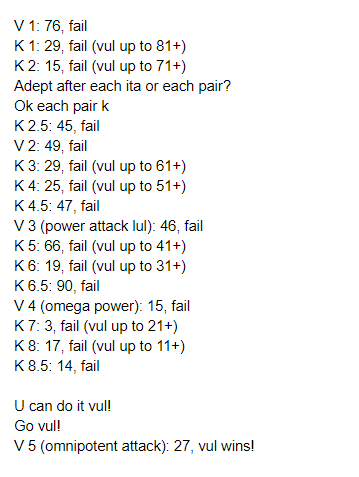 V 1: 76, fail
K 1: 29, fail (vul up to 81+)
K 2: 15, fail (vul up to 71+)
Adept after each ita or each pair?
Ok each pair k
K 2.5: 45, fail
V 2: 49, fail
K 3: 29, fail (vul up to 61+)
K 4: 25, fail (vul up to 51+)
K 4.5: 47, fail
V 3 (power attack lul): 46, fail
K 5: 66, fail (vul up to 41+)
K 6: 19, fail (vul up to 31+)
K 6.5: 90, fail
V 4 (omega power): 15, fail
K 7: 3, fail (vul up to 21+)
K 8: 17, fail (vul up to 11+)
K 8.5: 14, fail
U can do it vul!
Go vul!
V 5 (omnipotent attack): 27, vul wins!